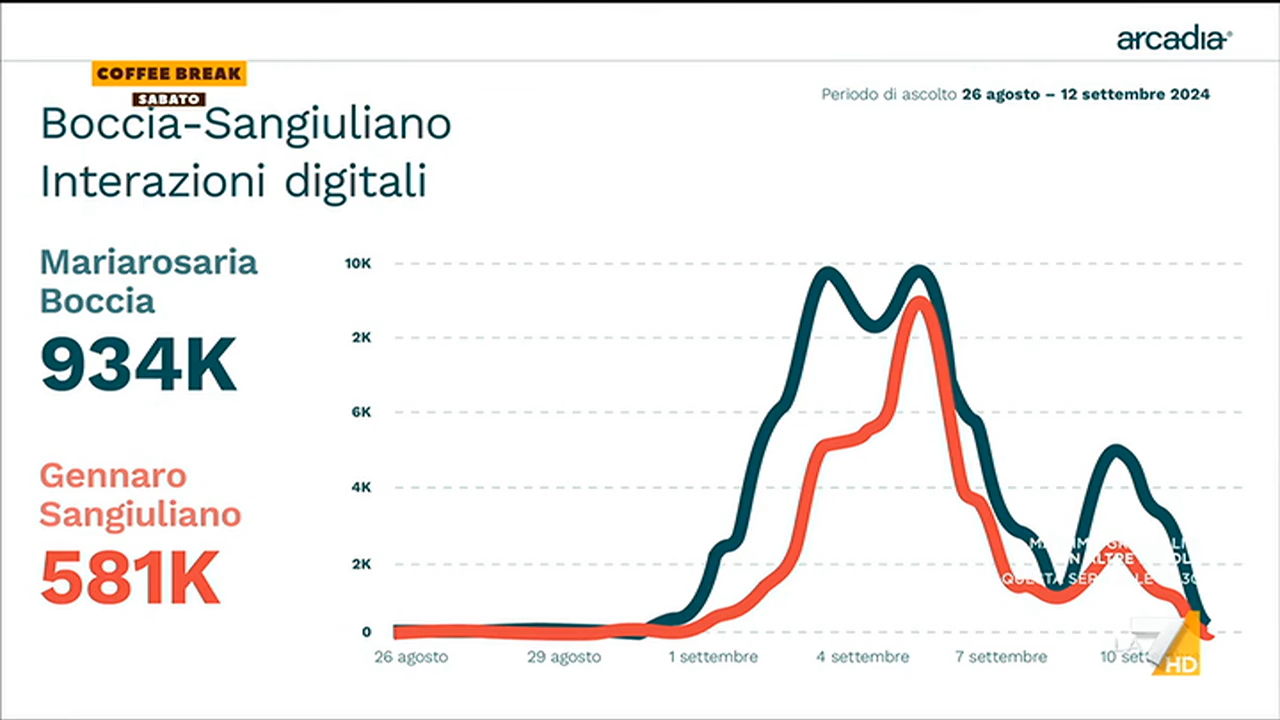 arcadia
COFFEE BREAK
SABATO
Periodo di ascolto 26 agosto – 12 settembre 2024
Boccia-Sangiuliano
Interazioni digitali
Mariarosaria
Boccia
934K
Gennaro
Sangiuliano
581K
10K
2K
6K
4K
2K
0
26 agosto
29 agosto
1 settembre
4 settembre
7 settembre
10
LA7
HD